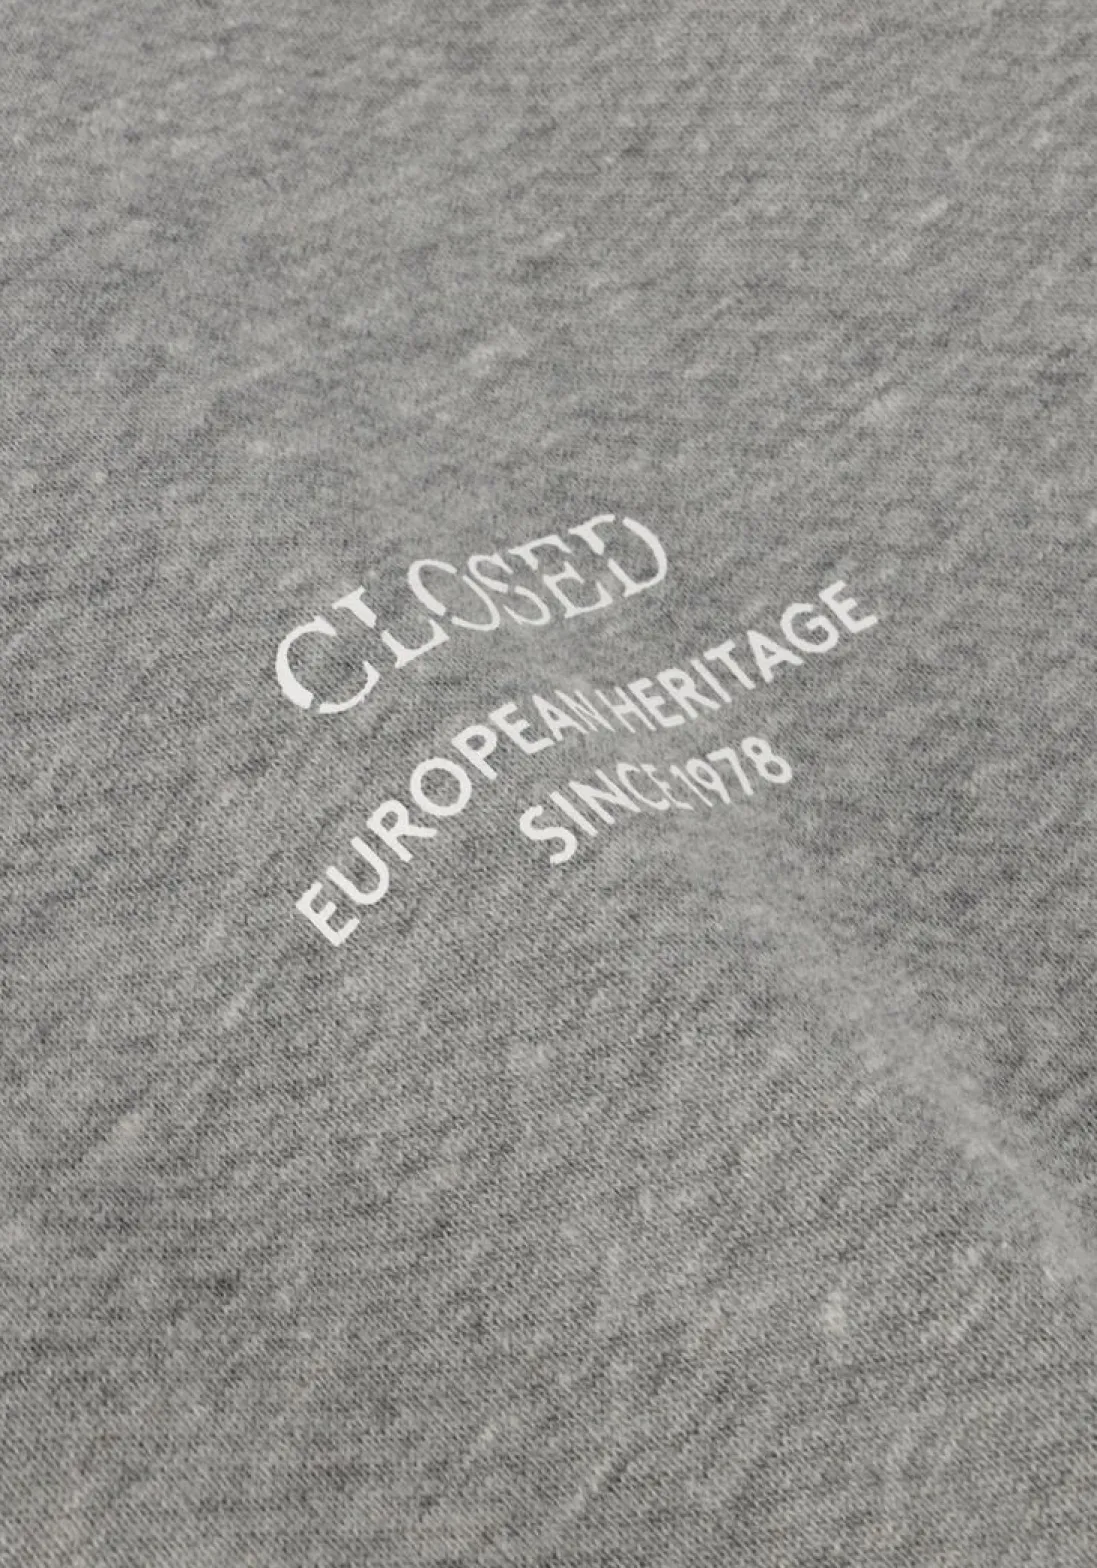 CLOSED
EUROPEAN HERITAGE
SINCE 1978